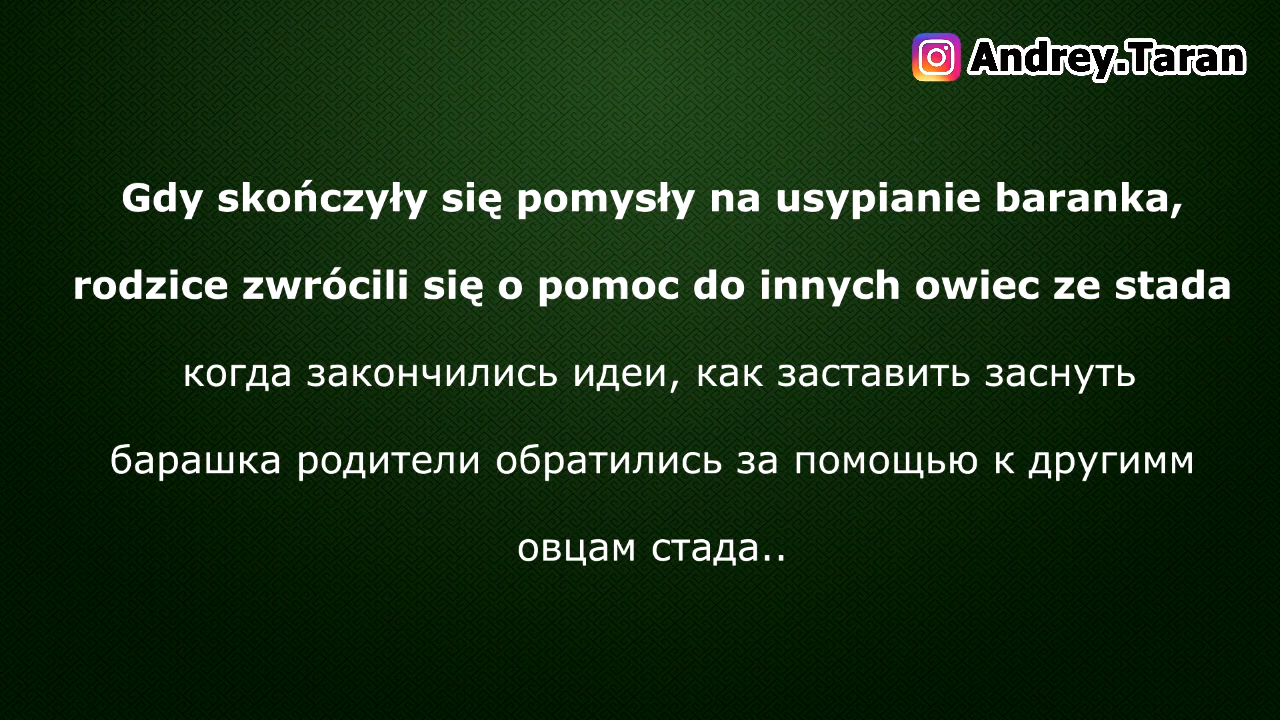 Andrey.Taran
Gdy skończyły się pomysły na usypianie baranka,
rodzice zwrócili się o pomoc do innych owiec ze stada
когда закончились идеи, как заставить заснуть
барашка родители обратились за помощью к другимм
овцам стада..